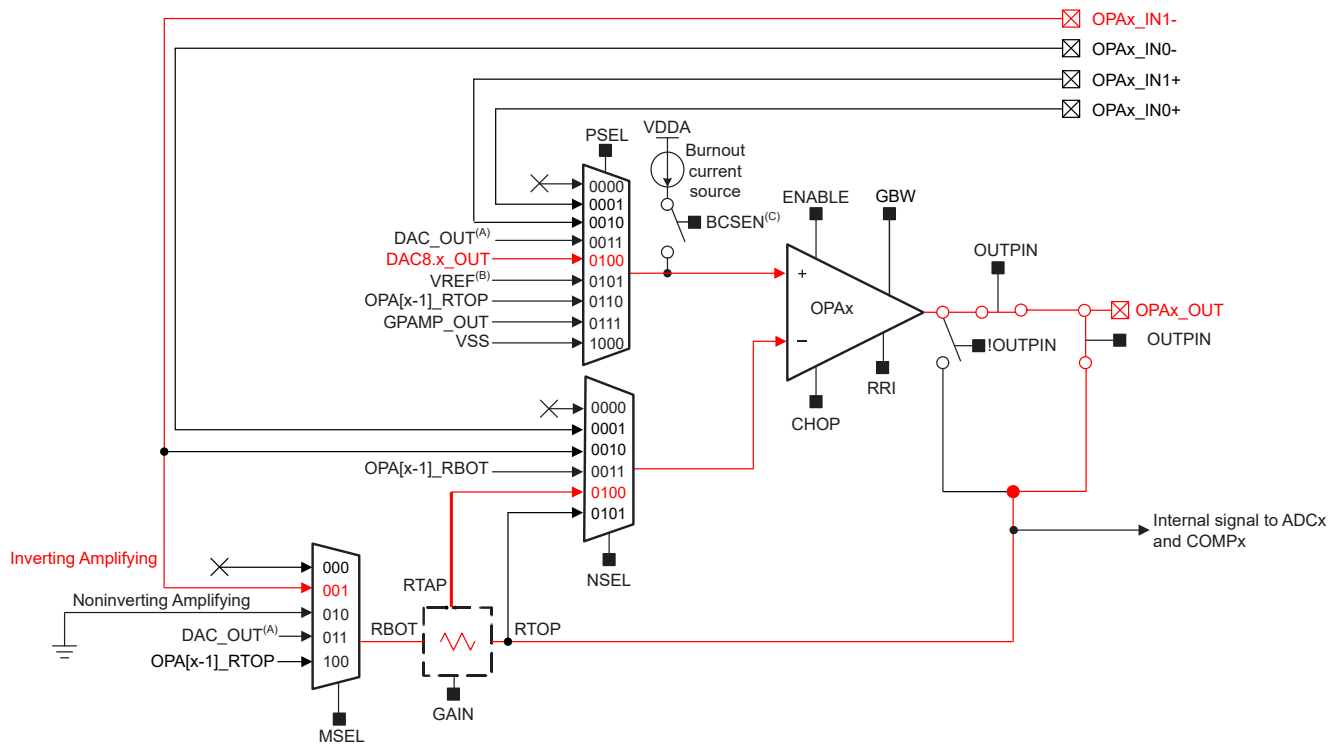 OPAx_IN1-
OPAx_IN0-
OPAx_IN1+
OPAx_IN0+
PSEL
VDDA
Burnout
current
source
BCSEN(C)
ENABLE
GBW
0000
0001
0010
DAC_OUT(A)
0011
DAC8.x_OUT
0100
VREF(B)
0101
OPA[x-1]_RTOP
0110
GPAMP_OUT
0111
VSS
1000
+
OPAx
−
OUTPIN
OPAx_OUT
!OUTPIN
OUTPIN
RRI
CHOP
0000
0001
0010
OPA[x-1]_RBOT
0011
0100
0101
NSEL
Internal signal to ADCx
and COMPx
Inverting Amplifying
000
001
Noninverting Amplifying
010
DAC_OUT(A)
011
OPA[x-1]_RTOP
100
MSEL
RTAP
RBOT
RTOP
GAIN